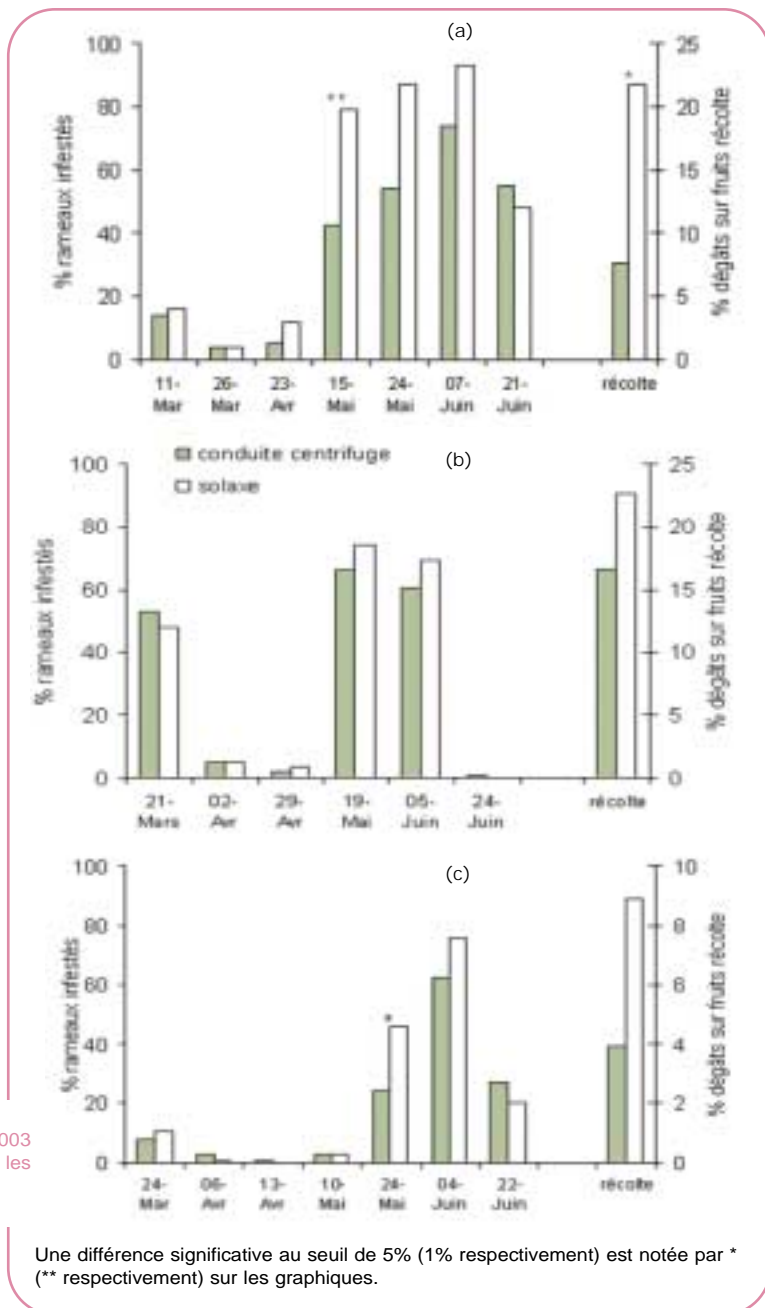 (a)
100
80
60
40
20
0
% rameaux infestés
25
20
15
10
5
0
% dégâts sur fruits récolte
**
*
11-Mar
26-Mar
23-Avr
15-Mai
24-Mai
07-Juin
21-Juin
récolte
conduite centrifuge
solaxe
(b)
100
80
60
40
20
0
% rameaux infestés
25
20
15
10
5
0
% dégâts sur fruits récolte
21-Mars
02-Avr
29-Avr
19-Mai
05-Juin
24-Juin
récolte
(c)
100
80
60
40
20
0
% rameaux infestés
10
8
6
4
2
0
% dégâts sur fruits récolte
*
24-Mar
06-Avr
13-Avr
10-Mai
24-Mai
04-Juin
22-Juin
récolte
003
les
Une différence significative au seuil de 5% (1% respectivement) est notée par *
(** respectivement) sur les graphiques.